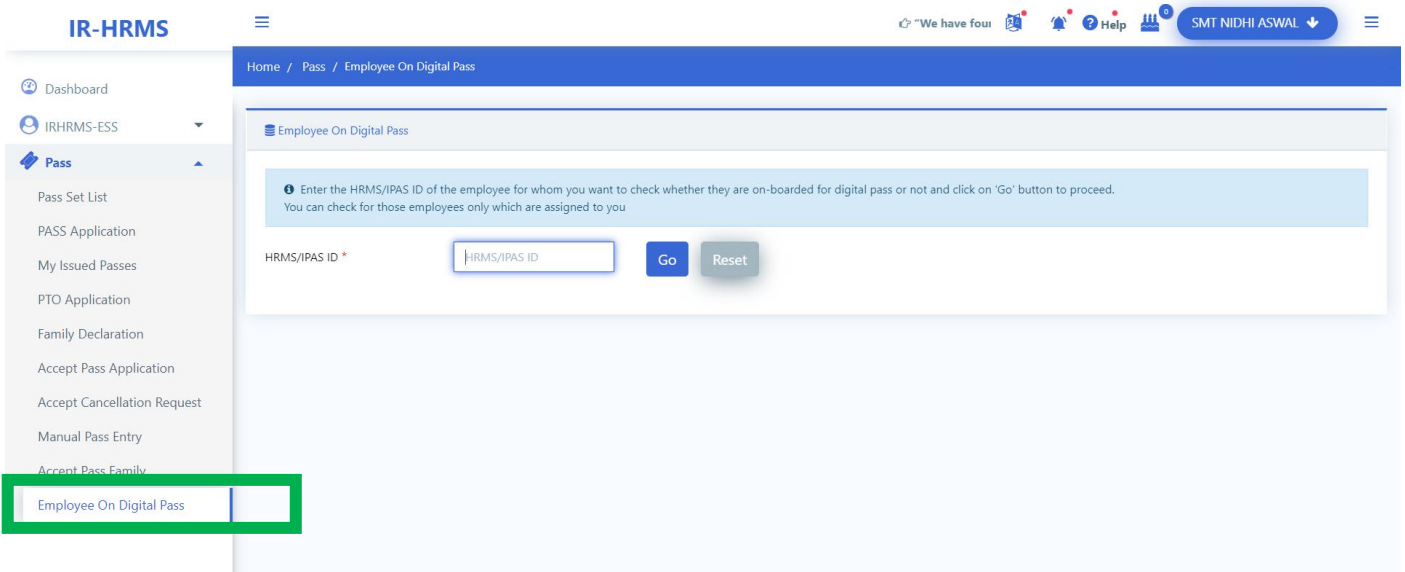 IR-HRMS
👉 "We have four
Help
0
SMT NIDHI ASWAL
Home / Pass / Employee On Digital Pass
Dashboard
IRHRMS-ESS
Pass
Pass Set List
PASS Application
My Issued Passes
PTO Application
Family Declaration
Accept Pass Application
Accept Cancellation Request
Manual Pass Entry
Accept Pass Family
Employee On Digital Pass
Employee On Digital Pass
Enter the HRMS/IPAS ID of the employee for whom you want to check whether they are on-boarded for digital pass or not and click on 'Go' button to proceed.
You can check for those employees only which are assigned to you
HRMS/IPAS ID *
HRMS/IPAS ID
Go
Reset